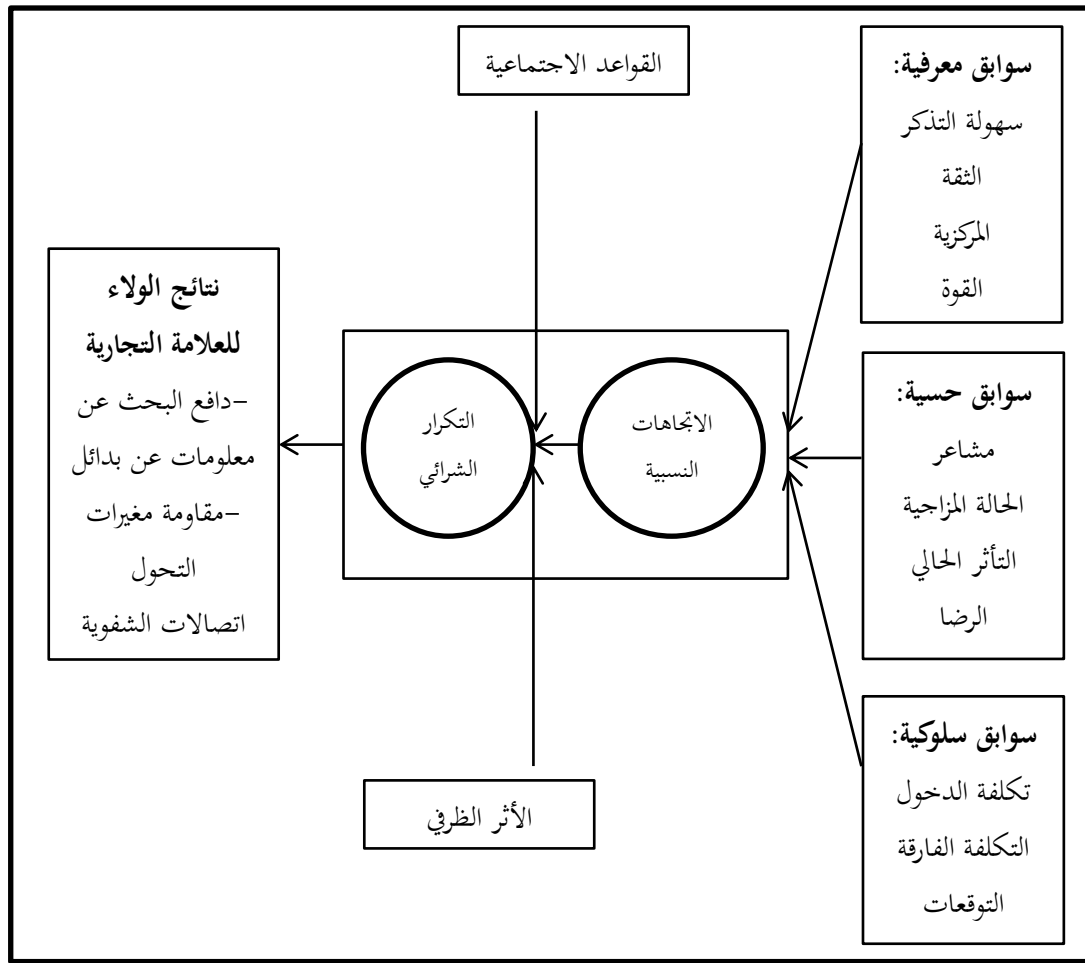 القواعد الاجتماعية
سوابق معرفية:
سهولة التذكر
الثقة
المركزية
القوة
سوابق حسية:
مشاعر
الحالة المزاجية
التأثر الحالي
الرضا
سوابق سلوكية:
تكلفة الدخول
التكلفة الفارقة
التوقعات
الاتجاهات
النسبية
التكرار
الشرائي
الأثر الظرفي
نتائج الولاء
للعلامة التجارية
-دافع البحث عن
معلومات عن بدائل
-مقاومة مغيرات
التحول
اتصالات الشفوية